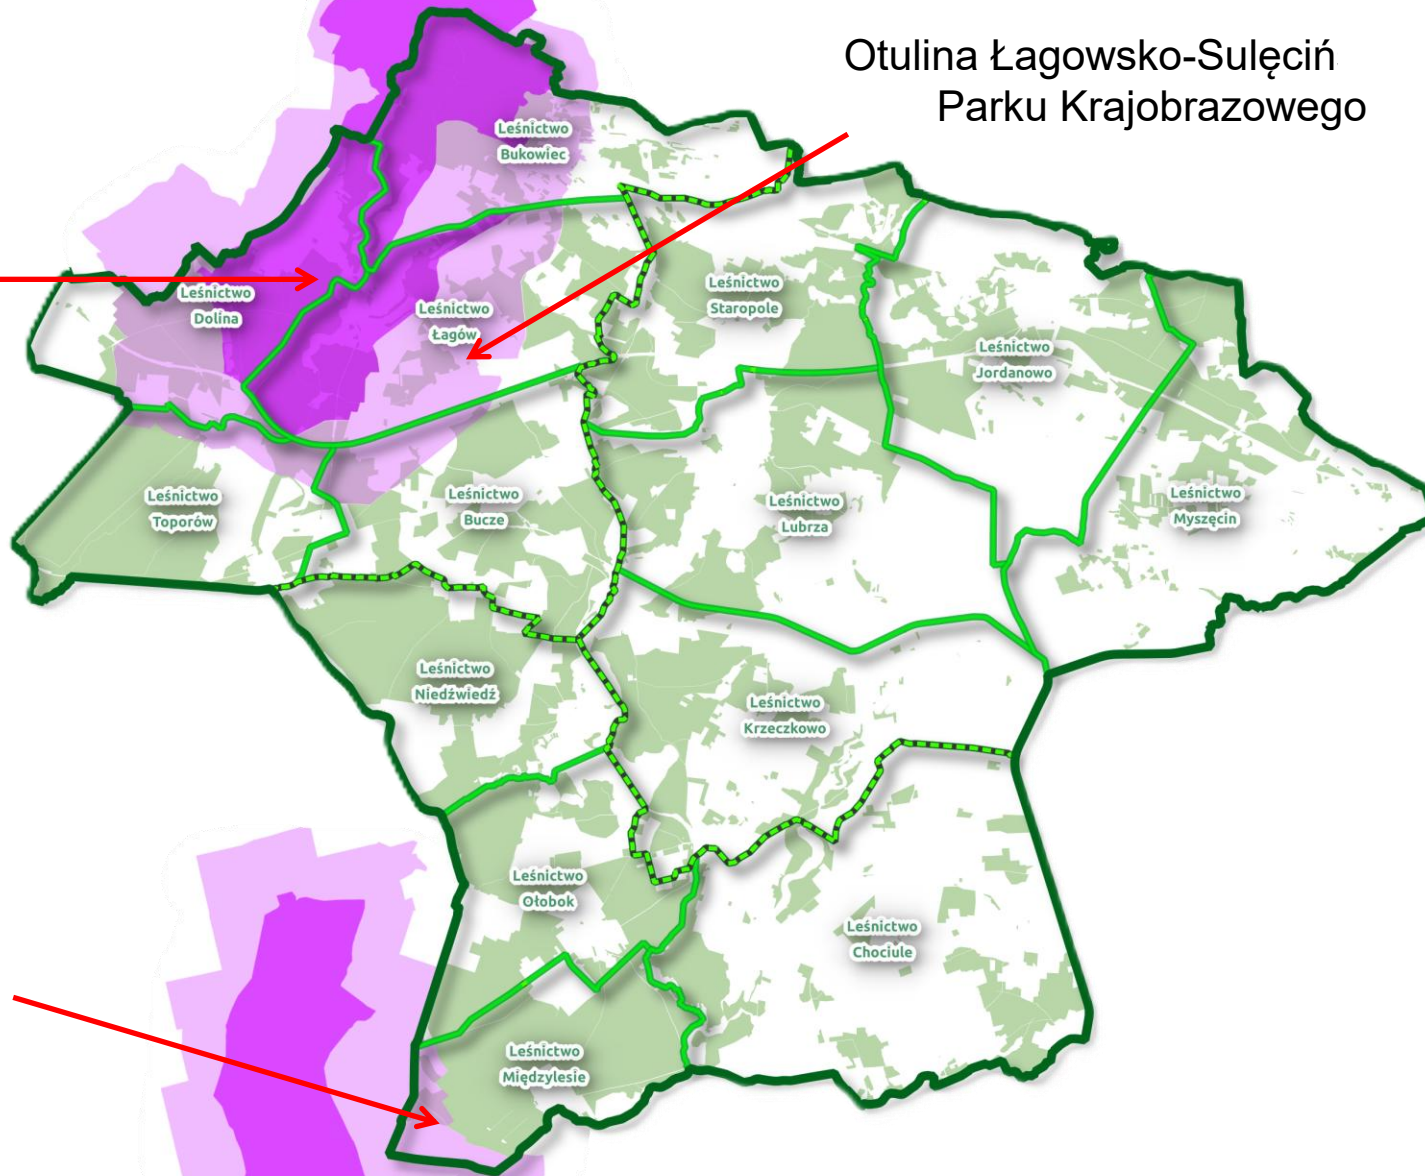 Otulina Łagowsko-Sulęciń
Parku Krajobrazowego
Leśnictwo
Bukowiec
Leśnictwo
Dolina
Leśnictwo
Łagów
Leśnictwo
Staropole
Leśnictwo
Jordanowo
Leśnictwo
Toporów
Leśnictwo
Bucze
Leśnictwo
Lubrza
Leśnictwo
Myszęcin
Leśnictwo
Niedźwiedź
Leśnictwo
Krzeczkowo
Leśnictwo
Ołobok
Leśnictwo
Chociule
Leśnictwo
Międzylesie